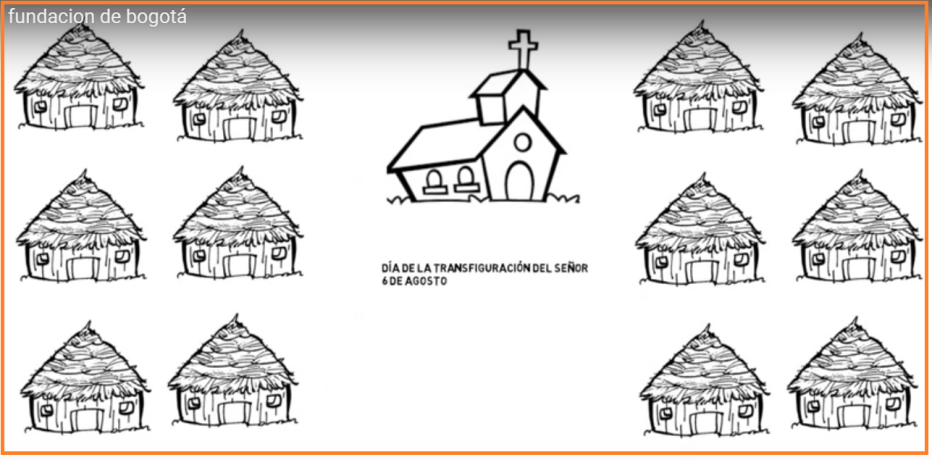 fundacion de bogotá
DÍA DE LA TRANSFIGURACIÓN DEL SEÑOR
6 DE AGOSTO